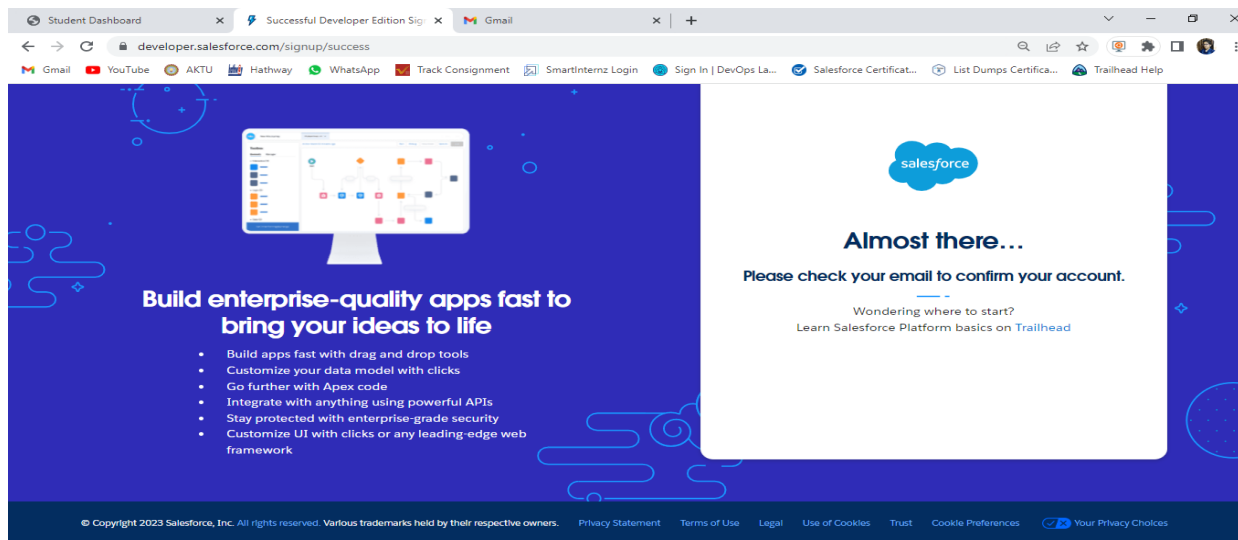 Student Dashboard
Successful Developer Edition Sig
Gmail
developer.salesforce.com/signup/success
Gmail
YouTube
AKTU
Hathway
WhatsApp
Track Consignment
SmartInternz Login
Sign In | DevOps La...
Salesforce Certificat...
List Dumps Certifica...
Trailhead Help
Build enterprise-quality apps fast to
bring your ideas to life
• Build apps fast with drag and drop tools
• Customize your data model with clicks
• Go further with Apex code
• Integrate with anything using powerful APIs
• Stay protected with enterprise-grade security
• Customize UI with clicks or any leading-edge web
framework
salesforce
Almost there...
Please check your email to confirm your account.
Wondering where to start?
Learn Salesforce Platform basics on Trailhead
© Copyright 2023 Salesforce, Inc. All rights reserved. Various trademarks held by their respective owners.
Privacy Statement
Terms of Use
Legal
Use of Cookies
Trust
Cookie Preferences
Your Privacy Choices